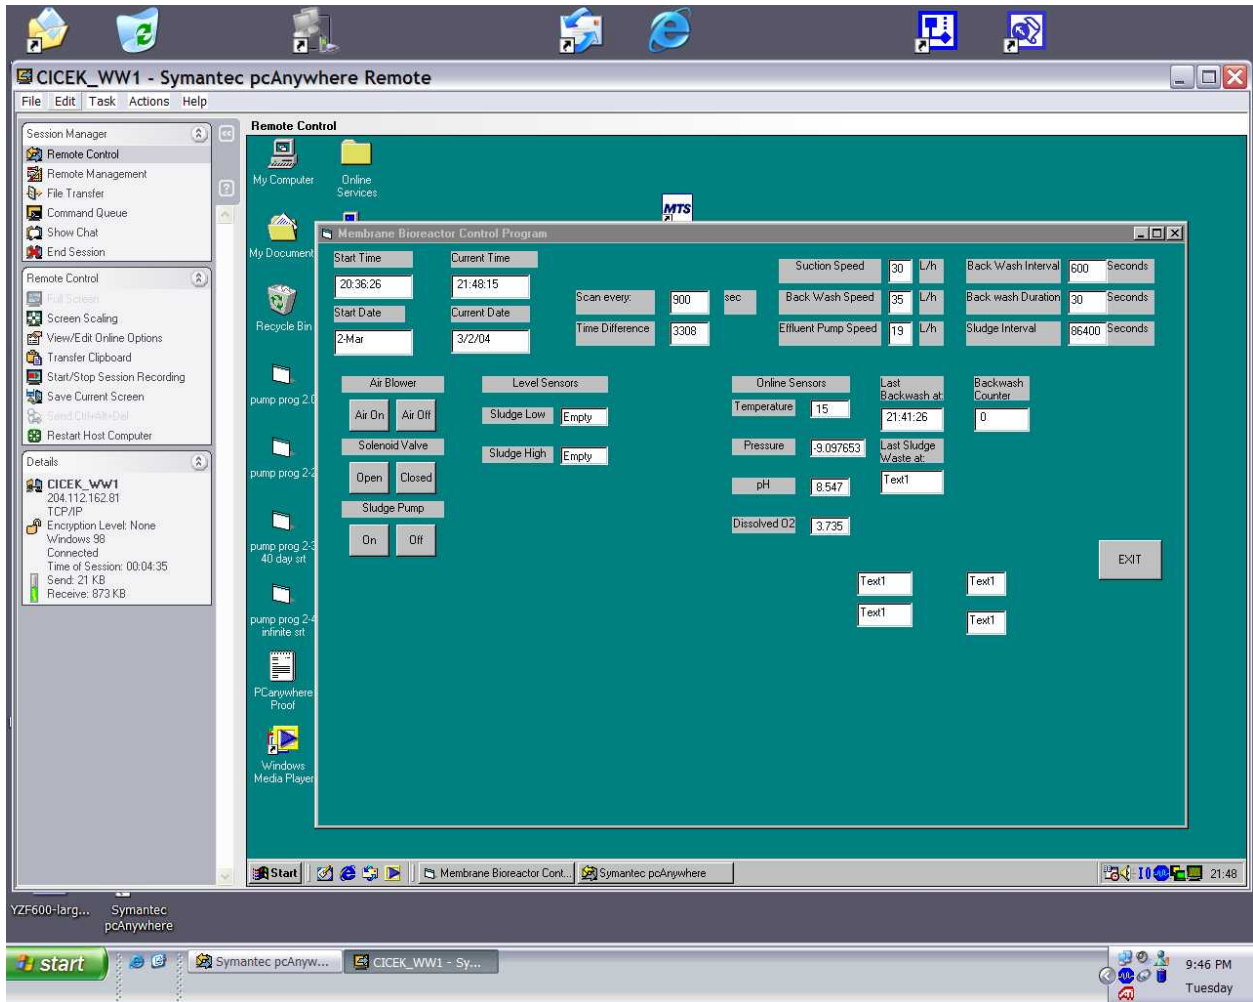 CICEK_WW1 - Symantec pcAnywhere Remote
File Edit Task Actions Help
Session Manager
Remote Control
Remote Management
File Transfer
Command Queue
Show Chat
End Session
Remote Control
Full Screen
Screen Scaling
View/Edit Online Options
Transfer Clipboard
Start/Stop Session Recording
Save Current Screen
Send Ctrl+Alt+Del
Restart Host Computer
Details
CICEK_WW1
204.112.162.81
TCP/IP
Encryption Level: None
Windows 98
Connected
Time of Session: 00:04:35
Send: 21 KB
Receive: 873 KB
Remote Control
My Computer
Online
Services
MTS
My Document
Recycle Bin
pump prog 2.0
pump prog 2-2
pump prog 2-3
40 day srt
pump prog 2-4
infinite srt
PCanywhere
Proof
Windows
Media Player
Membrane Bioreactor Control Program
Start Time
20:36:26
Start Date
2-Mar
Current Time
21:48:15
Current Date
3/2/04
Scan every: 900 sec
Time Difference 3308
Suction Speed 30 L/h
Back Wash Speed 35 L/h
Effluent Pump Speed 19 L/h
Back Wash Interval 600 Seconds
Back wash Duration 30 Seconds
Sludge Interval 86400 Seconds
Air Blower
Air On Air Off
Solenoid Valve
Open Closed
Sludge Pump
On Off
Level Sensors
Sludge Low Empty
Sludge High Empty
Online Sensors
Temperature 15
Pressure -9.097653
pH 8.547
Dissolved O2 3.735
Last
Backwash at:
21:41:26
Last Sludge
Waste at:
Text1
Backwash
Counter
0
EXIT
Text1 Text1
Text1 Text1
Start Membrane Bioreactor Cont... Symantec pcAnywhere 21:48
YZF600-larg...
Symantec
pcAnywhere
start Symantec pcAnyw... CICEK_WW1 - Sy... 9:46 PM
Tuesday